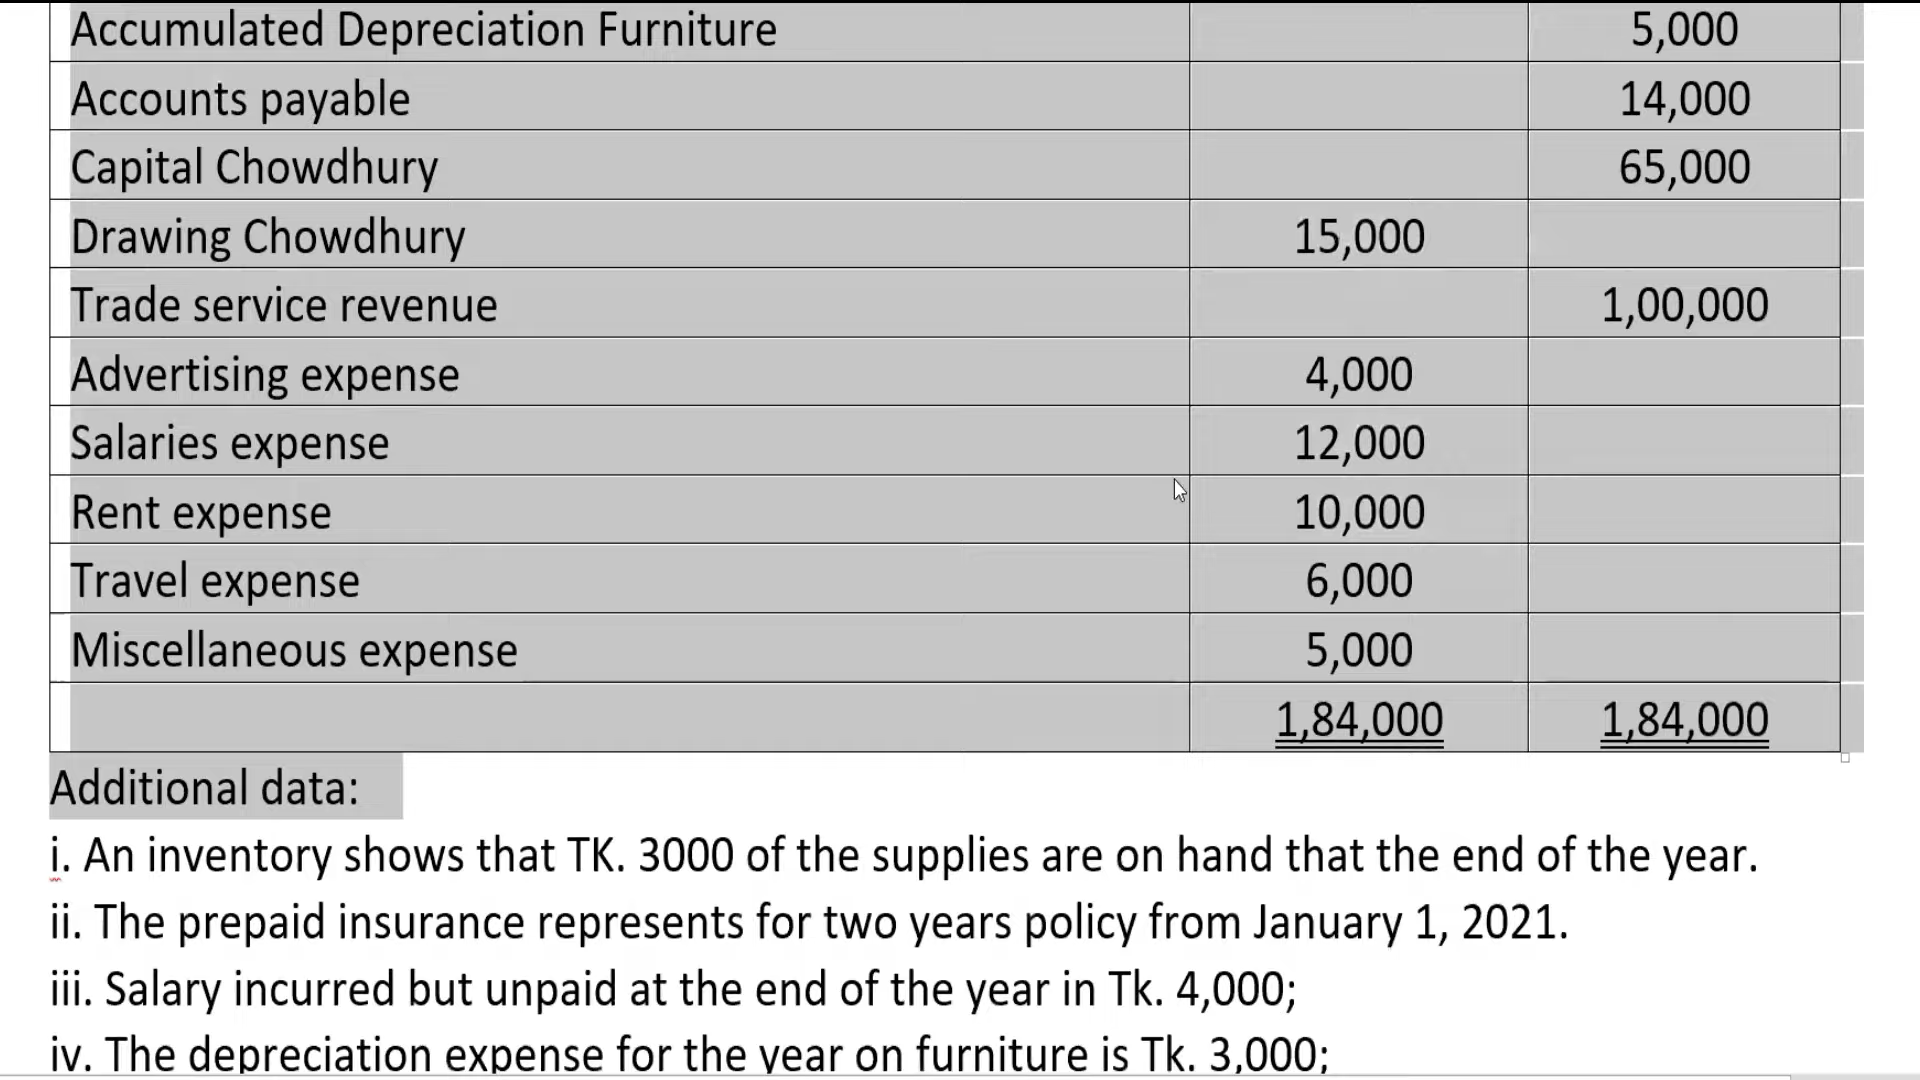 Accumulated Depreciation Furniture 5,000
Accounts payable 14,000
Capital Chowdhury 65,000
Drawing Chowdhury 15,000
Trade service revenue 1,00,000
Advertising expense 4,000
Salaries expense 12,000
Rent expense 10,000
Travel expense 6,000
Miscellaneous expense 5,000
1,84,000 1,84,000
Additional data:
i. An inventory shows that TK. 3000 of the supplies are on hand that the end of the year.
ii. The prepaid insurance represents for two years policy from January 1, 2021.
iii. Salary incurred but unpaid at the end of the year in Tk. 4,000;
iv. The depreciation expense for the year on furniture is Tk. 3,000;